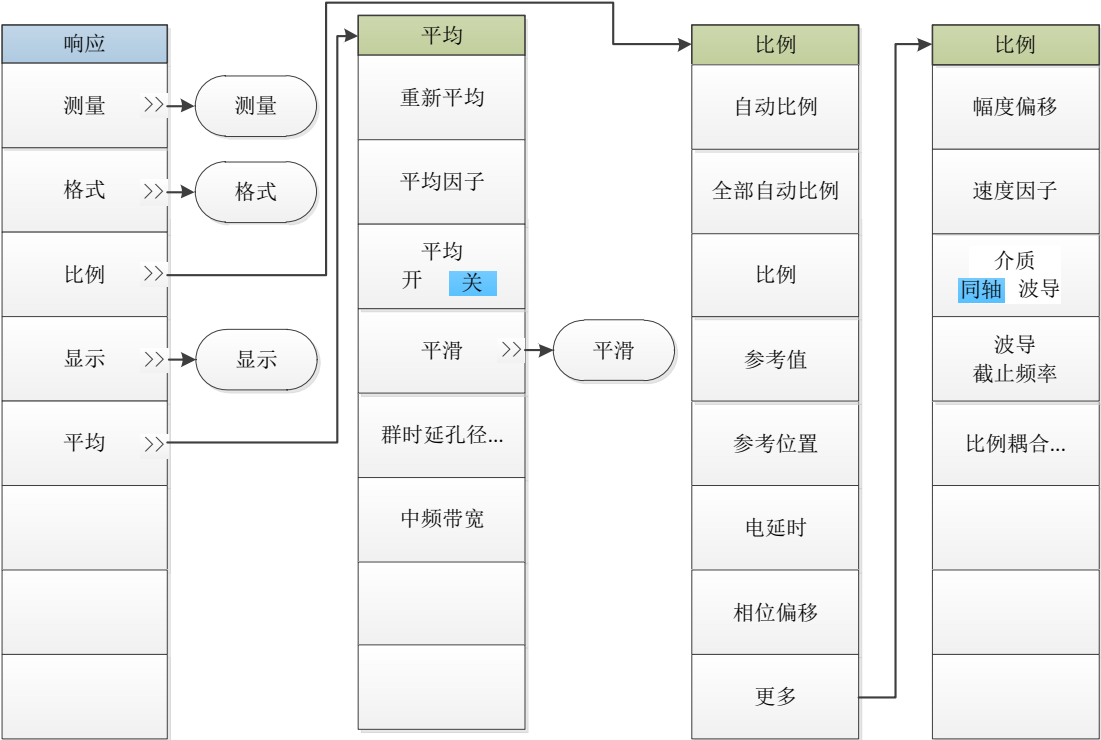 响应
测量 >>
测量
格式 >>
格式
比例 >>
显示 >>
显示
平均 >>
平均
重新平均
平均因子
平均
开 关
平滑 >>
平滑
群时延孔径...
中频带宽
比例
自动比例
全部自动比例
比例
参考值
参考位置
电延时
相位偏移
更多
比例
幅度偏移
速度因子
介质
同轴 波导
波导
截止频率
比例耦合...